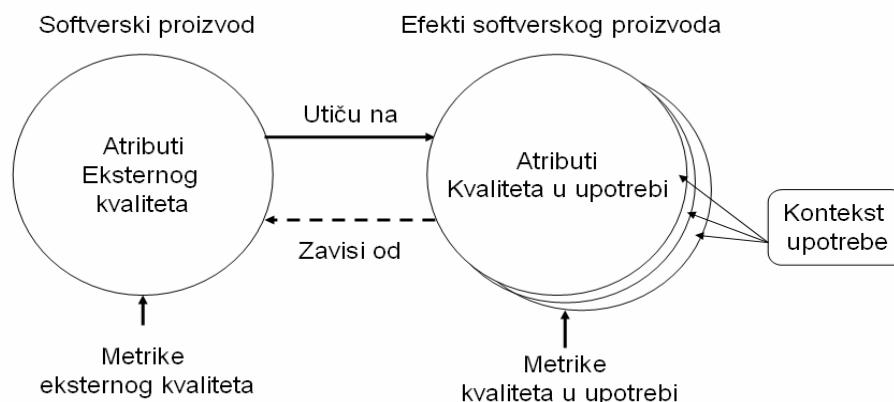 Softverski proizvod
Efekti softverskog proizvoda
Utiču na
Atributi
Eksternog
kvaliteta
Atributi
Kvaliteta u upotrebi
Kontekst
upotrebe
Zavisi od
Metrike
eksternog kvaliteta
Metrike
kvaliteta u upotrebi